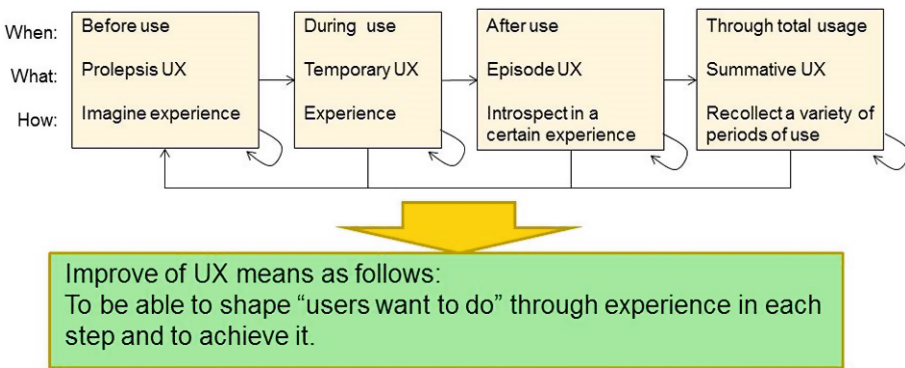 When:
Before use
During use
After use
Through total usage
What:
Prolepsis UX
Temporary UX
Episode UX
Summative UX
How:
Imagine experience
Experience
Introspect in a
certain experience
Recollect a variety of
periods of use
Improve of UX means as follows:
To be able to shape “users want to do” through experience in each
step and to achieve it.